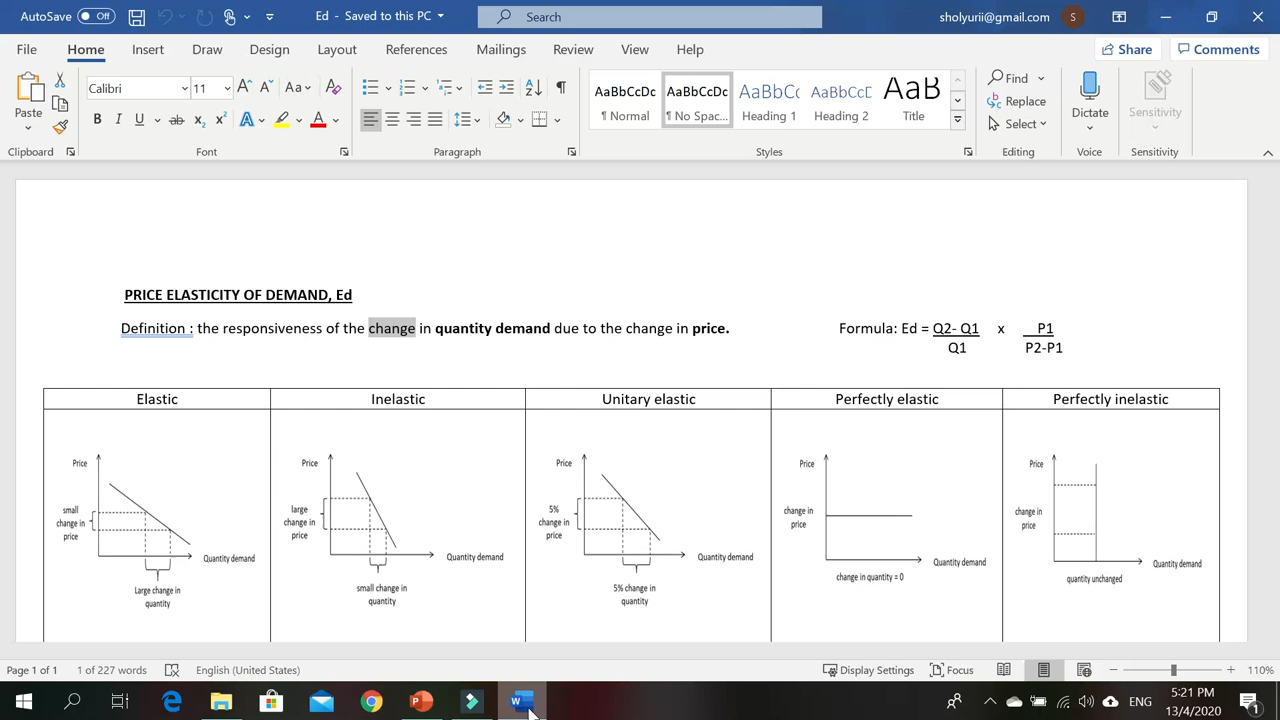 AutoSave Off Ed - Saved to this PC Search sholyurii@gmail.com S
File Home Insert Draw Design Layout References Mailings Review View Help Share Comments
Paste Calibri 11 Aa AaBbCcDc AaBbCcDc AaBbCc AaBbCcD AaB Find Dictate Sensitivity
¶ Normal ¶ No Spac... Heading 1 Heading 2 Title Replace
B I U ab x₂ x² A A Select
Clipboard Font Paragraph Styles Editing Voice Sensitivity
PRICE ELASTICITY OF DEMAND, Ed
Definition : the responsiveness of the change in quantity demand due to the change in price. Formula: Ed = Q2- Q1 x P1
Q1 P2-P1
Elastic Inelastic Unitary elastic Perfectly elastic Perfectly inelastic
Price
small
change in
price
Quantity demand
Large change in
quantity
Price
large
change in
price
Quantity demand
small change in
quantity
Price
5%
change in
price
Quantity demand
5% change in
quantity
Price
change in
price
Quantity demand
change in quantity = 0
Price
change in
price
Quantity demand
quantity unchanged
Page 1 of 1 1 of 227 words English (United States) Display Settings Focus 110%
ENG 5:21 PM
13/4/2020 1